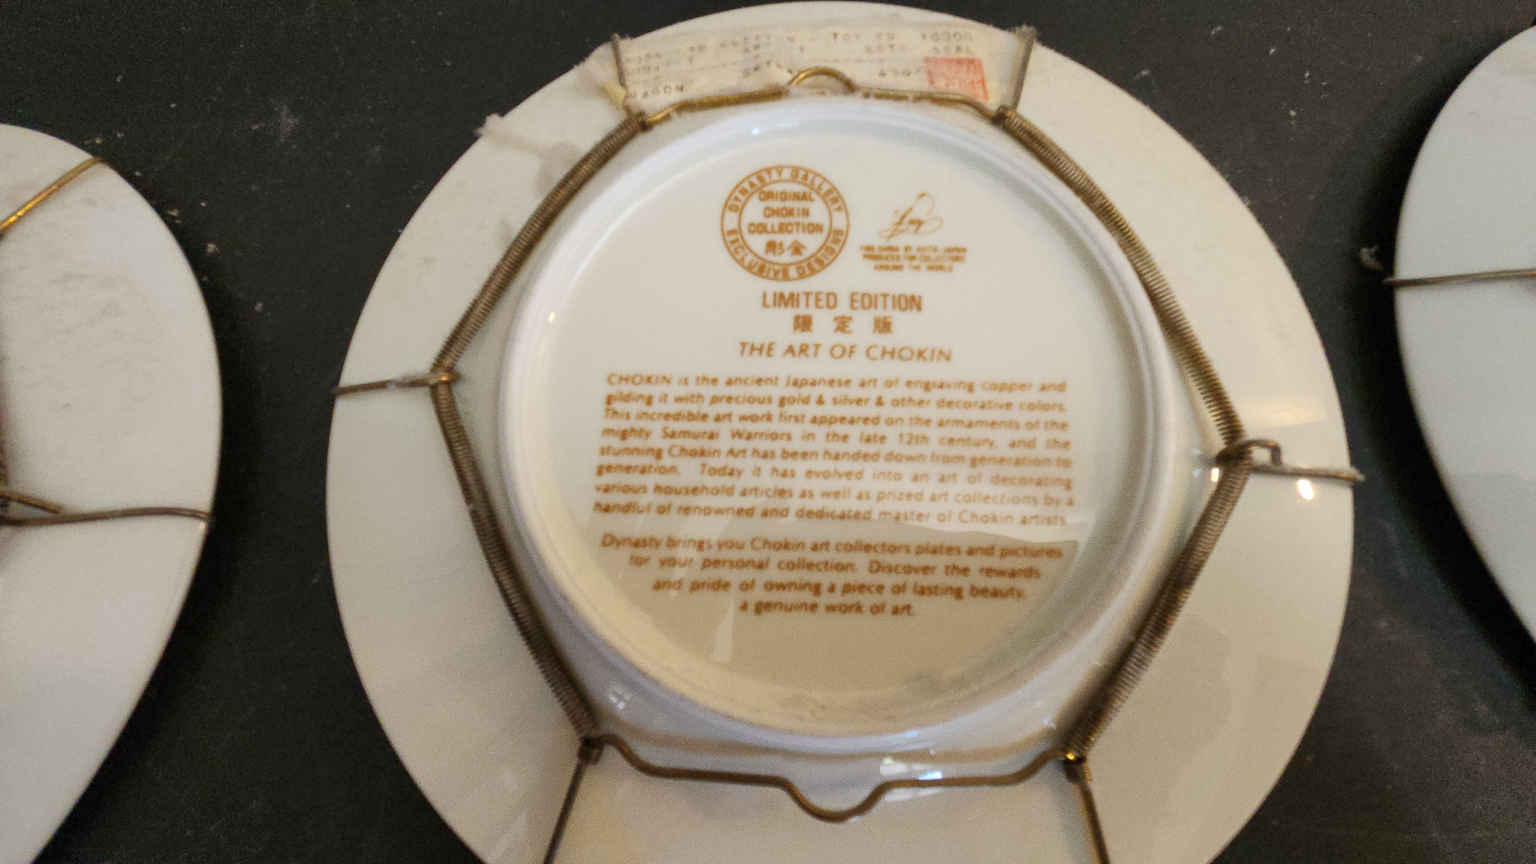 DYNASTY GALLERY
ORIGINAL
CHOKIN
COLLECTION
彫金
EXCLUSIVE DESIGNS
PRODUCED FOR COLLECTORS
AROUND THE WORLD
LIMITED EDITION
限定版
THE ART OF CHOKIN
CHOKIN is the ancient Japanese art of engraving copper and
gilding it with precious gold & silver & other decorative colors.
This incredible art work first appeared on the armaments of the
mighty Samurai Warriors in the late 12th century, and the
stunning Chokin Art has been handed down from generation to
generation. Today it has evolved into an art of decorating
various household articles as well as prized art collections by a
handful of renowned and dedicated master of Chokin artists.
Dynasty brings you Chokin art collectors plates and pictures
for your personal collection. Discover the rewards
and pride of owning a piece of lasting beauty,
a genuine work of art.